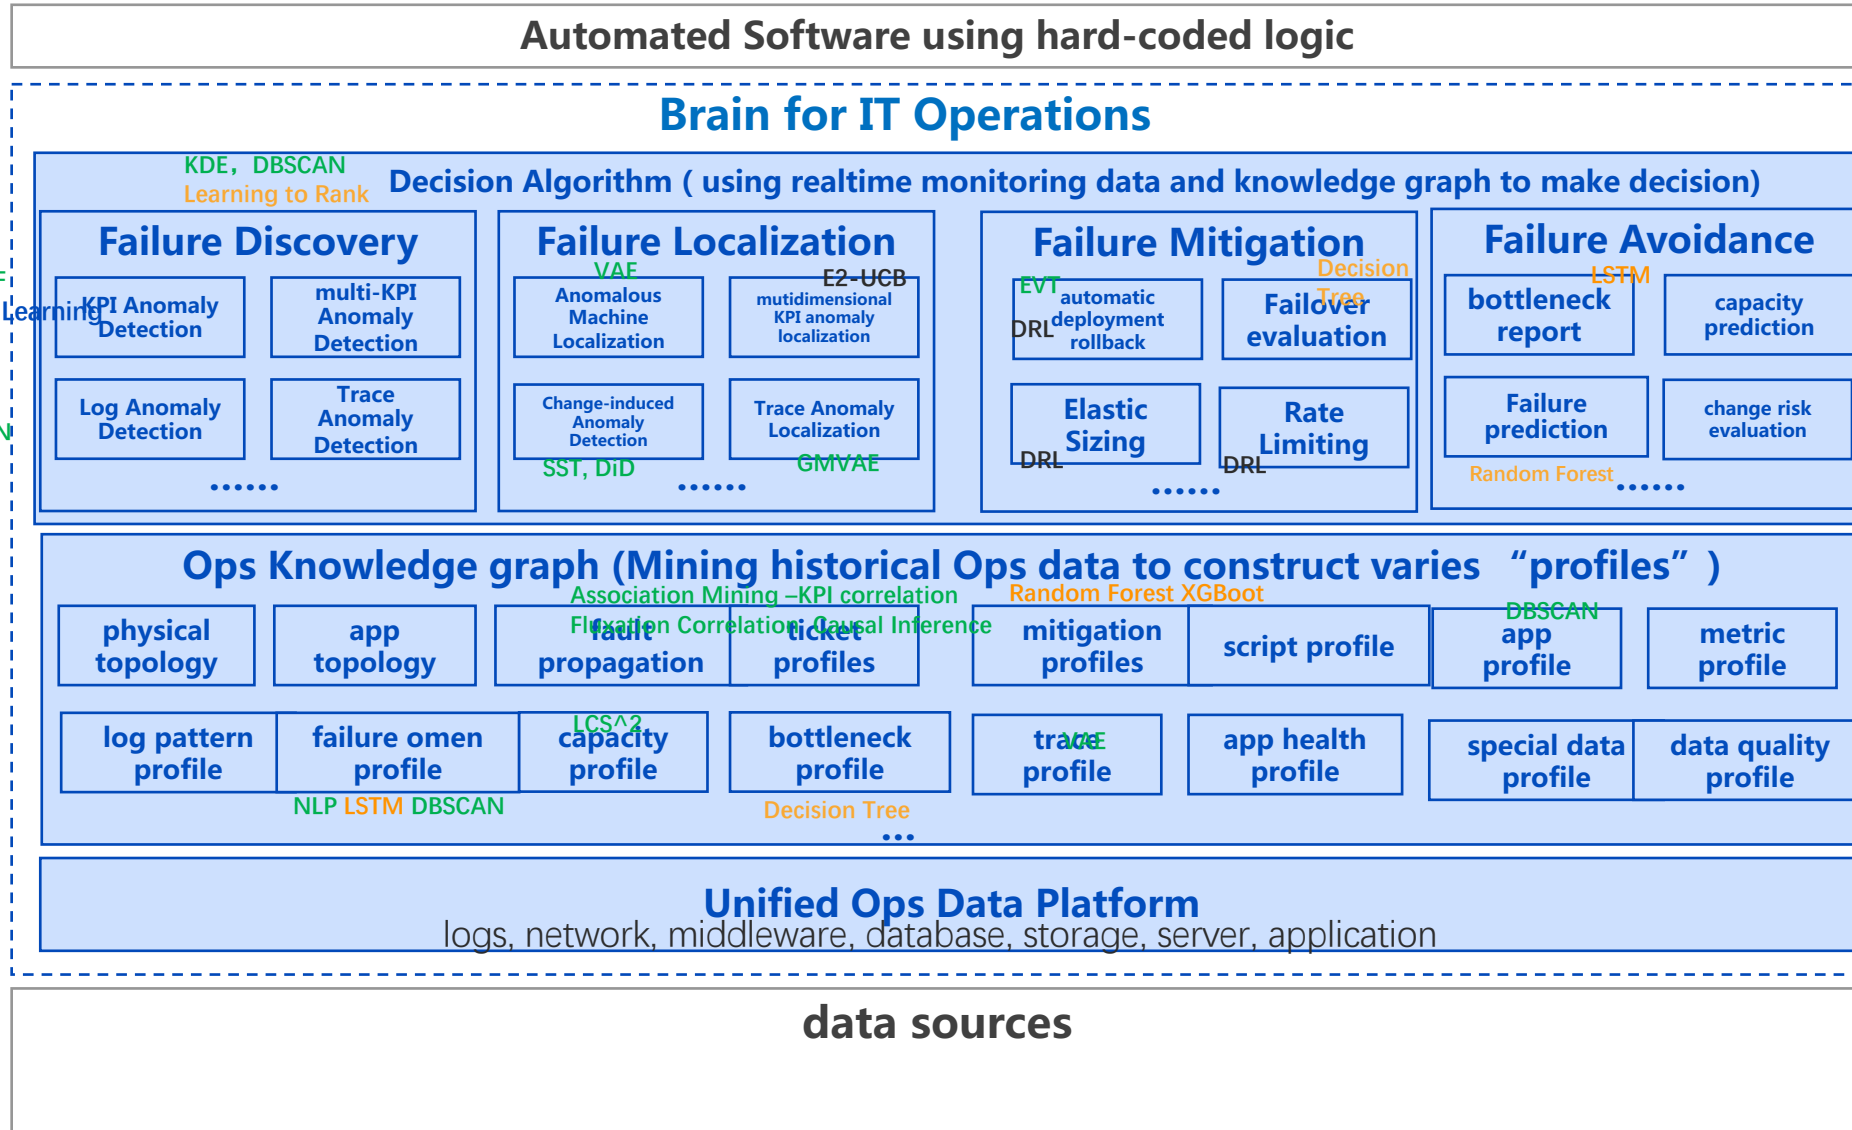 Automated Software using hard-coded logic
Brain for IT Operations
KDE，DBSCAN
Learning to Rank
Decision Algorithm ( using realtime monitoring data and knowledge graph to make decision)
Failure Discovery
Learning
KPI Anomaly
Detection
multi-KPI
Anomaly
Detection
Log Anomaly
Detection
Trace
Anomaly
Detection
......
Failure Localization
VAE
Anomalous
Machine
Localization
E2-UCB
mutidimensional
KPI anomaly
localization
Change-induced
Anomaly
Detection
SST, DiD
Trace Anomaly
Localization
GMVAE
......
Failure Mitigation
EVT
automatic
deployment
rollback
DRL
Decision
Tree
Failover
evaluation
Elastic
Sizing
DRL
Rate
Limiting
DRL
......
Failure Avoidance
LSTM
bottleneck
report
capacity
prediction
Failure
prediction
change risk
evaluation
Random Forest
......
Ops Knowledge graph (Mining historical Ops data to construct varies “profiles” )
Association Mining –KPI correlation
Fluxation Correlation, Causal Inference
Random Forest XGBoot
DBSCAN
physical
topology
app
topology
fault
propagation
ticket
profiles
mitigation
profiles
script profile
app
profile
metric
profile
log pattern
profile
failure omen
profile
LCS^2
capacity
profile
bottleneck
profile
trace
profile
VAE
app health
profile
special data
profile
data quality
profile
NLP LSTM DBSCAN
Decision Tree
...
Unified Ops Data Platform
logs, network, middleware, database, storage, server, application
data sources